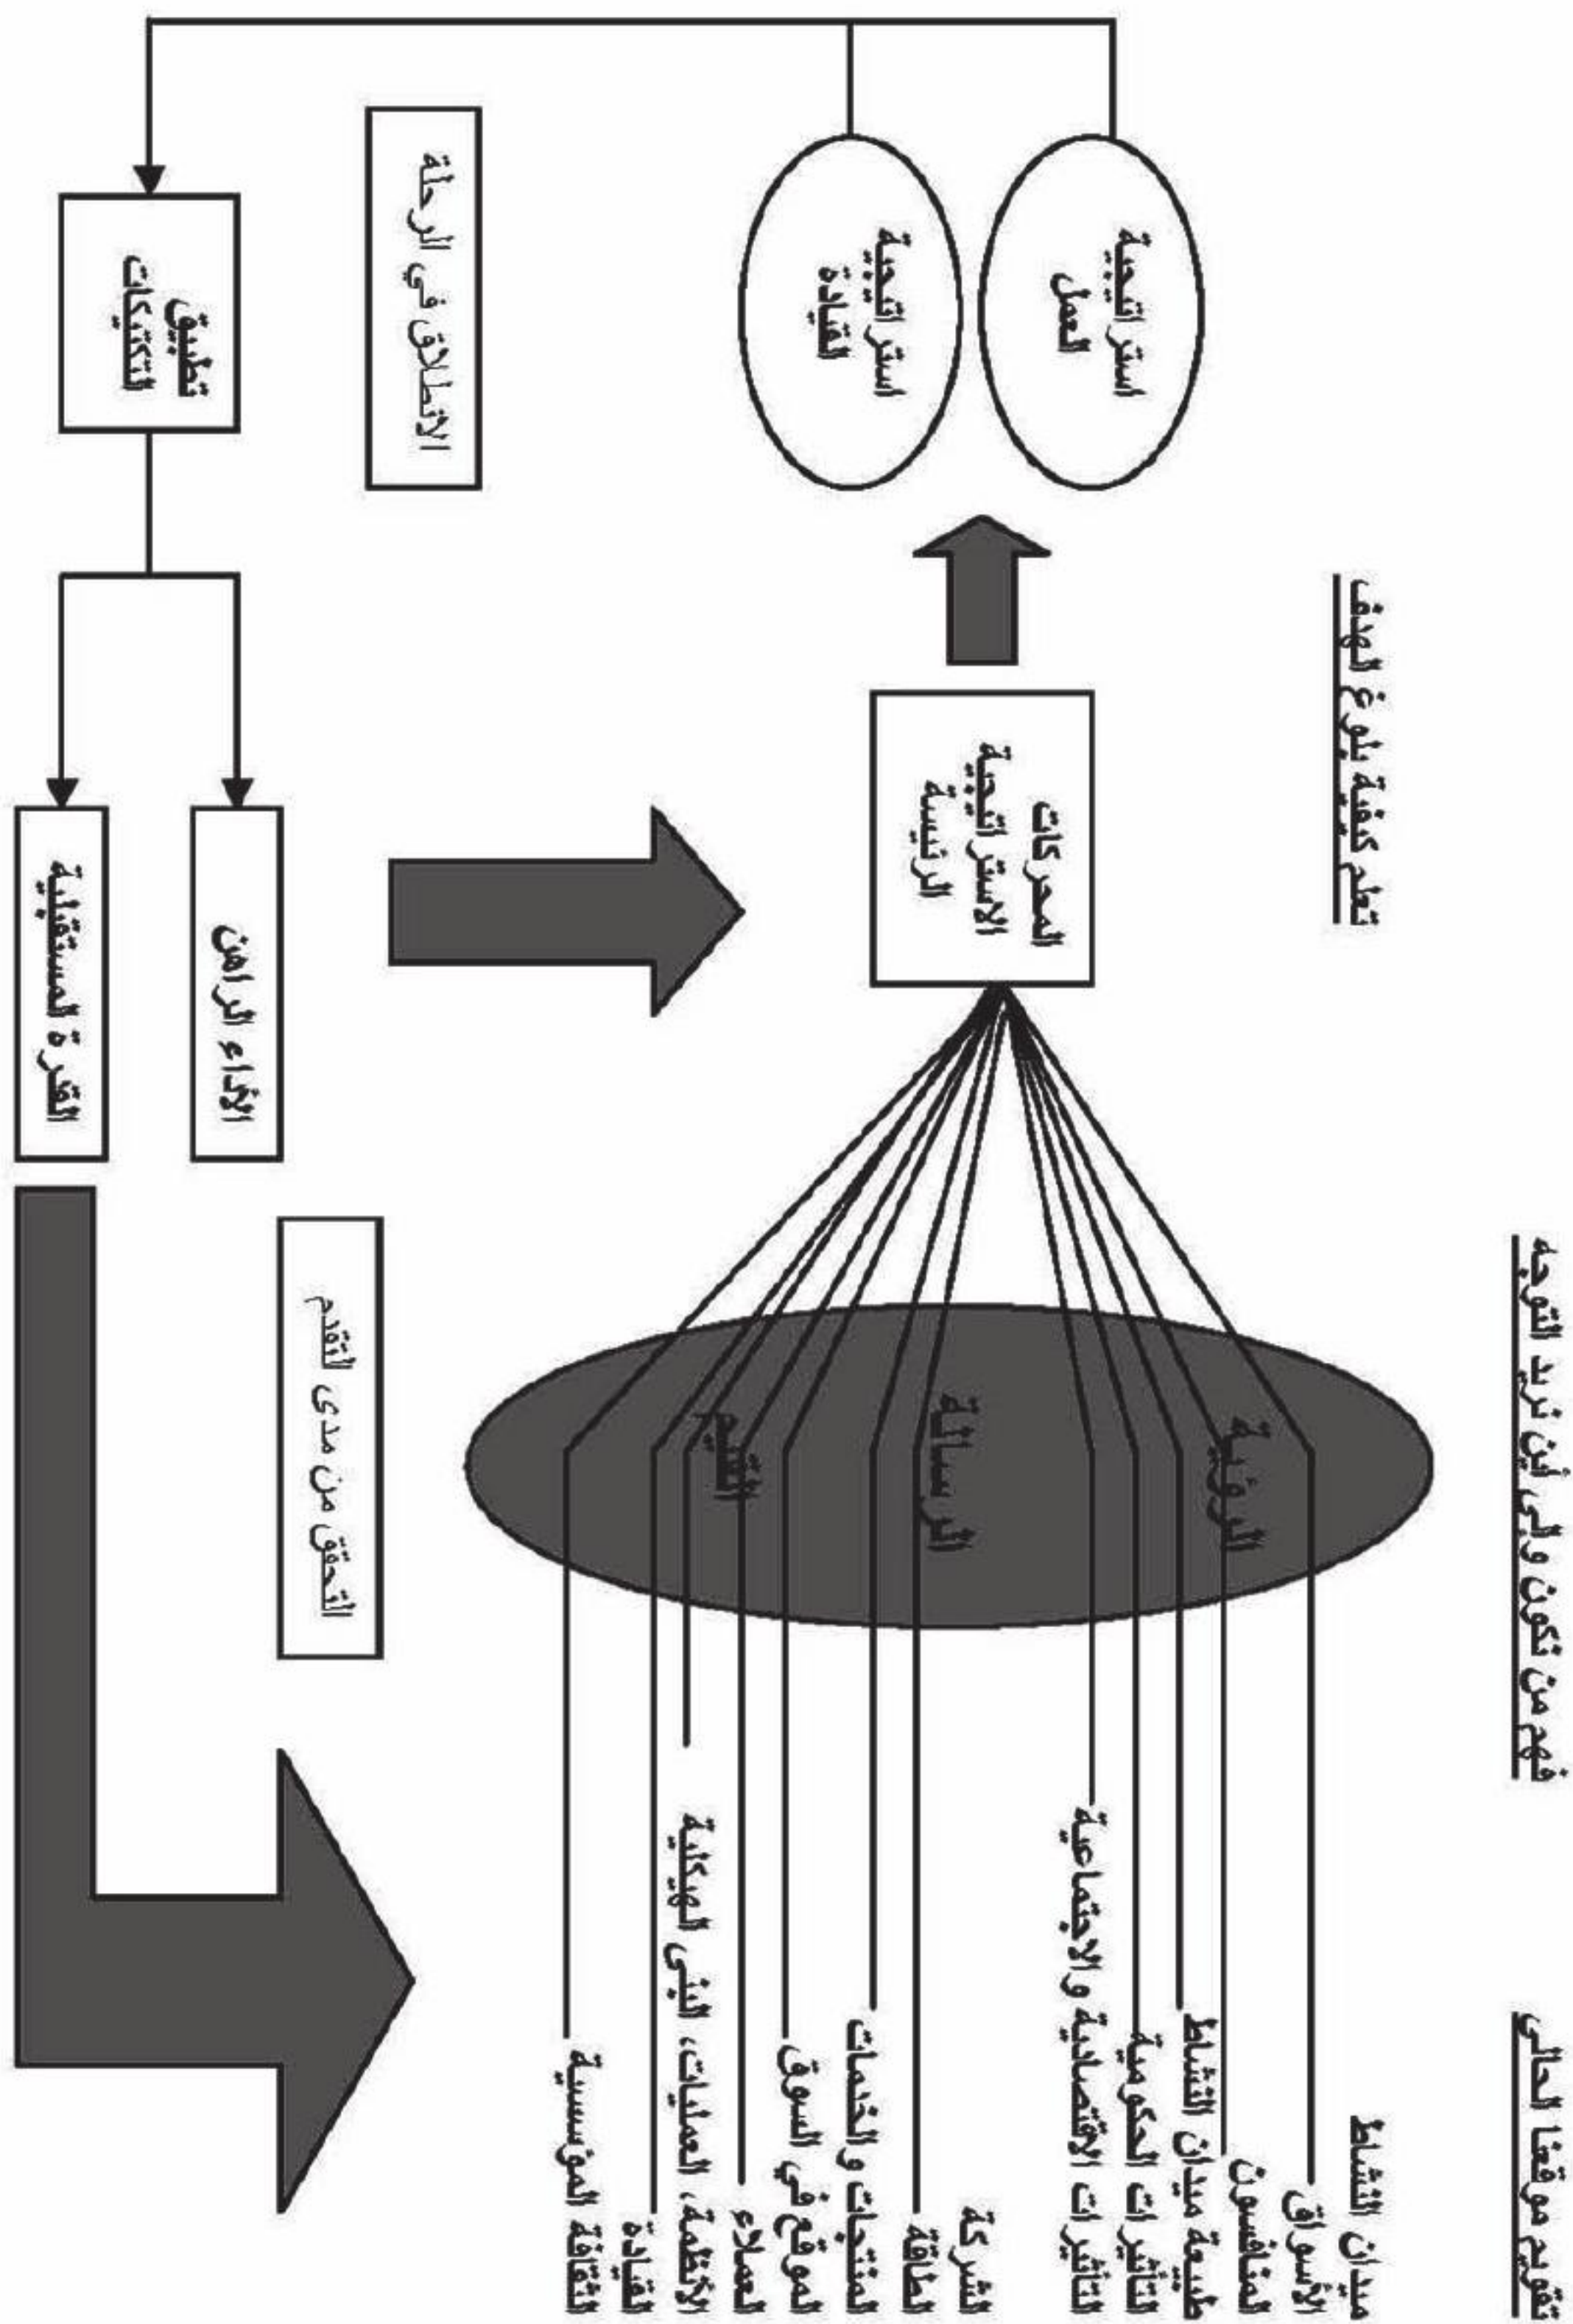 تقويم موقعنا الحالي
فهم من نكون وإلى أين نريد التوجه
تعلم كيفية بلوغ الهدف
ميدان النشاط
الأسواق
المنافسون
طبيعة ميدان النشاط
التأثيرات الحكومية
التأثيرات الاقتصادية والاجتماعية
الشركة
الطاقة
المنتجات والخدمات
الموقع في السوق
العملاء
الأنظمة، العمليات، البنى الهيكلية
القيادة
الثقافة المؤسسية
الرؤية
الرسالة
القيم
المحركات
الاستراتيجية
الرئيسة
استراتيجية
العمل
استراتيجية
القيادة
الانطلاق في الرحلة
تطبيق
التكتيكات
الأداء الراهن
القدرة المستقبلية
التحقق من مدى التقدم